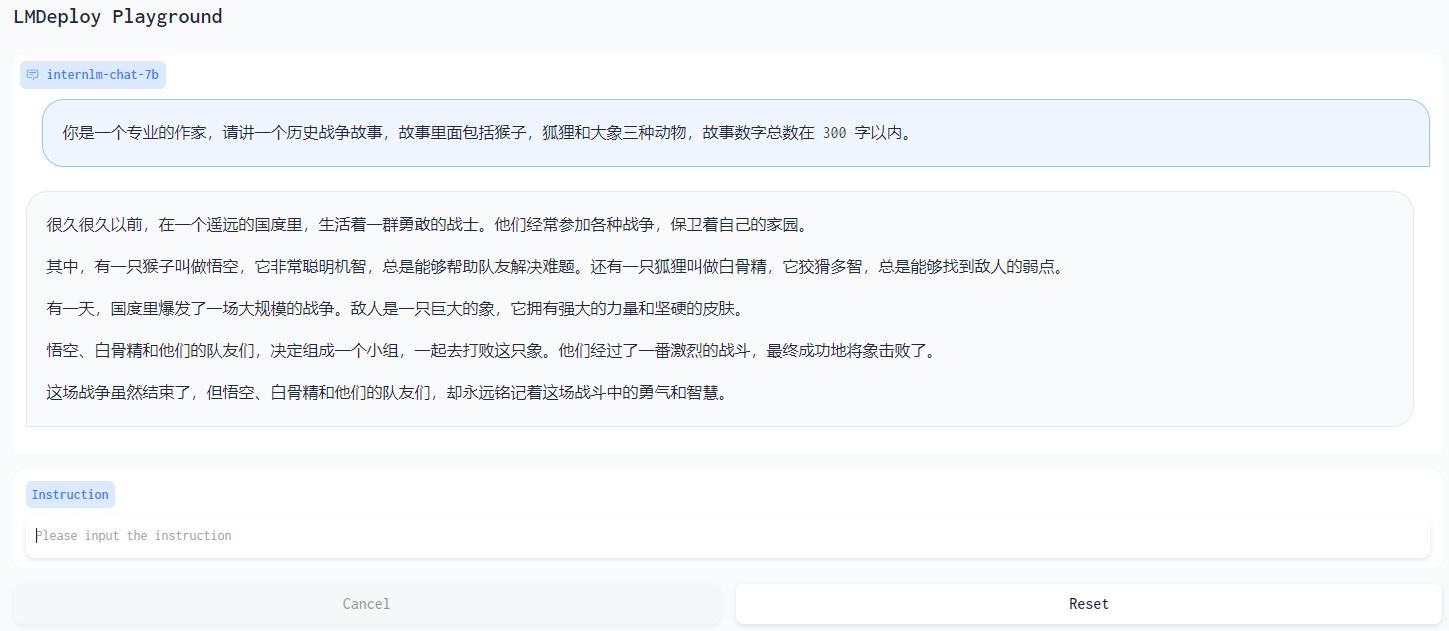 LMDeploy Playground
internlm-chat-7b
你是一个专业的作家，请讲一个历史战争故事，故事里面包括猴子，狐狸和大象三种动物，故事数字总数在 300 字以内。
很久很久以前，在一个遥远的国度里，生活着一群勇敢的战士。他们经常参加各种战争，保卫着自己的家园。
其中，有一只猴子叫做悟空，它非常聪明机智，总是能够帮助队友解决难题。还有一只狐狸叫做白骨精，它狡猾多智，总是能够找到敌人的弱点。
有一天，国度里爆发了一场大规模的战争。敌人是一只巨大的象，它拥有强大的力量和坚硬的皮肤。
悟空、白骨精和他们的队友们，决定组成一个小组，一起去打败这只象。他们经过了一番激烈的战斗，最终成功地将象击败了。
这场战争虽然结束了，但悟空、白骨精和他们的队友们，却永远铭记着这场战斗中的勇气和智慧。
Instruction
Please input the instruction
Cancel
Reset